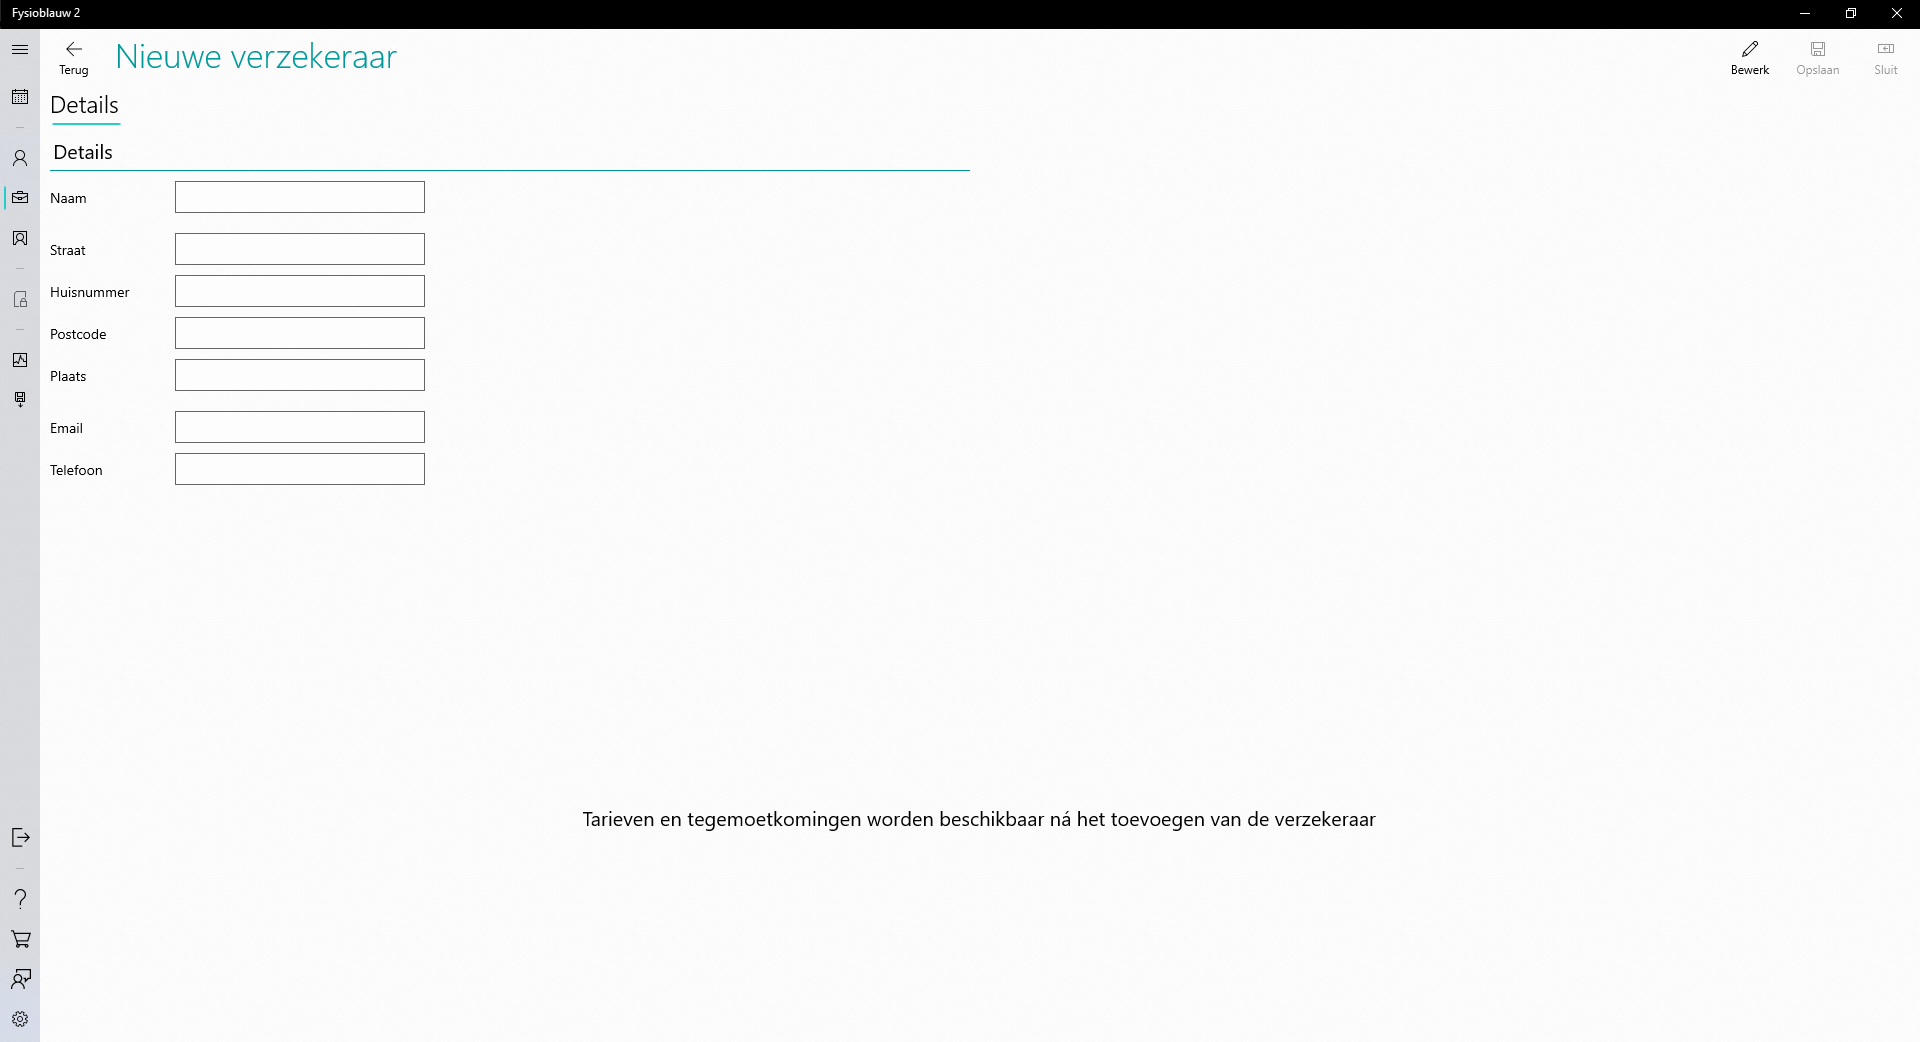 Fysioblauw 2
Terug
Nieuwe verzekeraar
Bewerk
Opslaan
Sluit
Details
Details
Naam
Straat
Huisnummer
Postcode
Plaats
Email
Telefoon
Tarieven en tegemoetkomingen worden beschikbaar ná het toevoegen van de verzekeraar